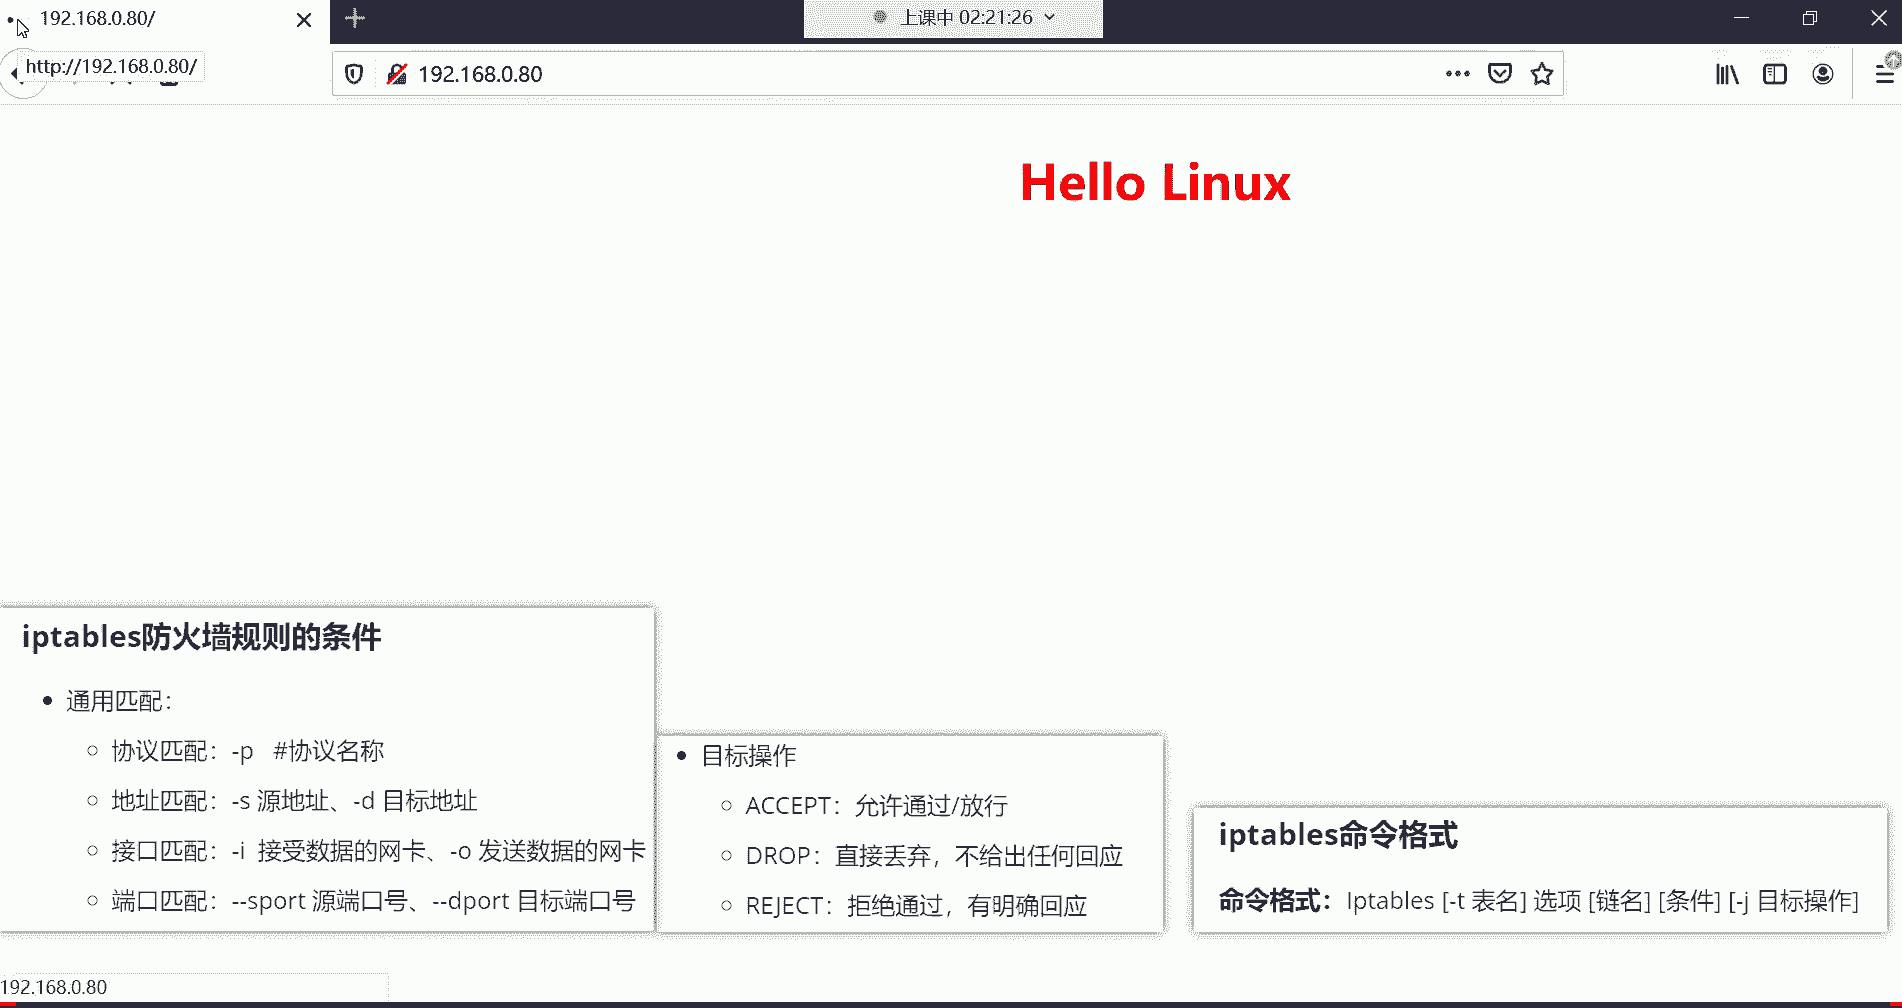 192.168.0.80/
上课中 02:21:26
http://192.168.0.80/
192.168.0.80
Hello Linux
iptables防火墙规则的条件
通用匹配：
协议匹配：-p #协议名称
地址匹配：-s 源地址、-d 目标地址
接口匹配：-i 接受数据的网卡、-o 发送数据的网卡
端口匹配：--sport 源端口号、--dport 目标端口号
目标操作
ACCEPT：允许通过/放行
DROP：直接丢弃，不给出任何回应
REJECT：拒绝通过，有明确回应
iptables命令格式
命令格式：Iptables [-t 表名] 选项 [链名] [条件] [-j 目标操作]
192.168.0.80